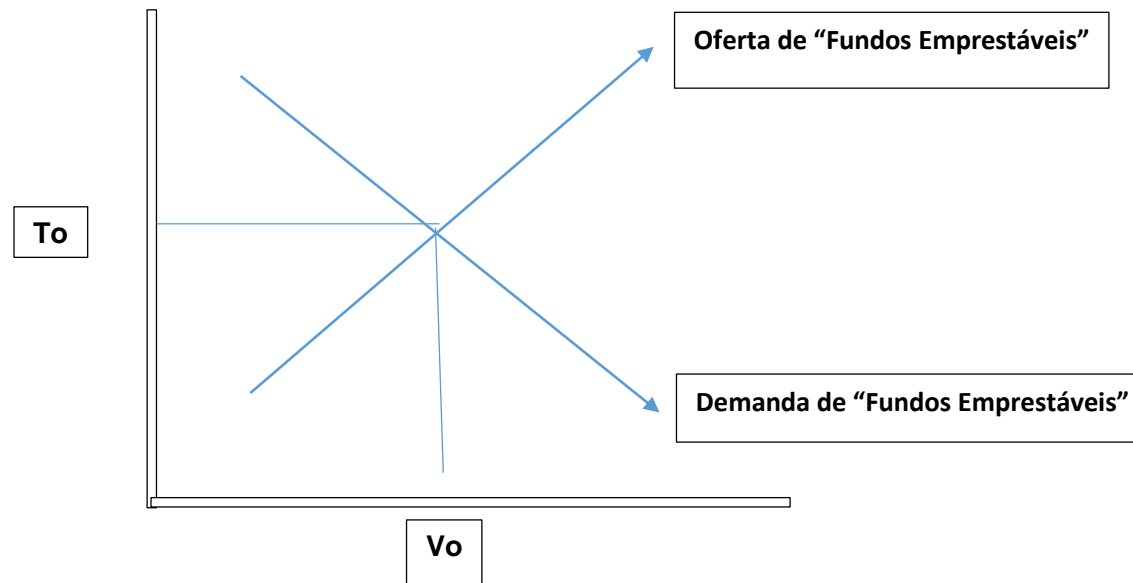 Oferta de “Fundos Emprestáveis”
To
Demanda de “Fundos Emprestáveis”
Vo